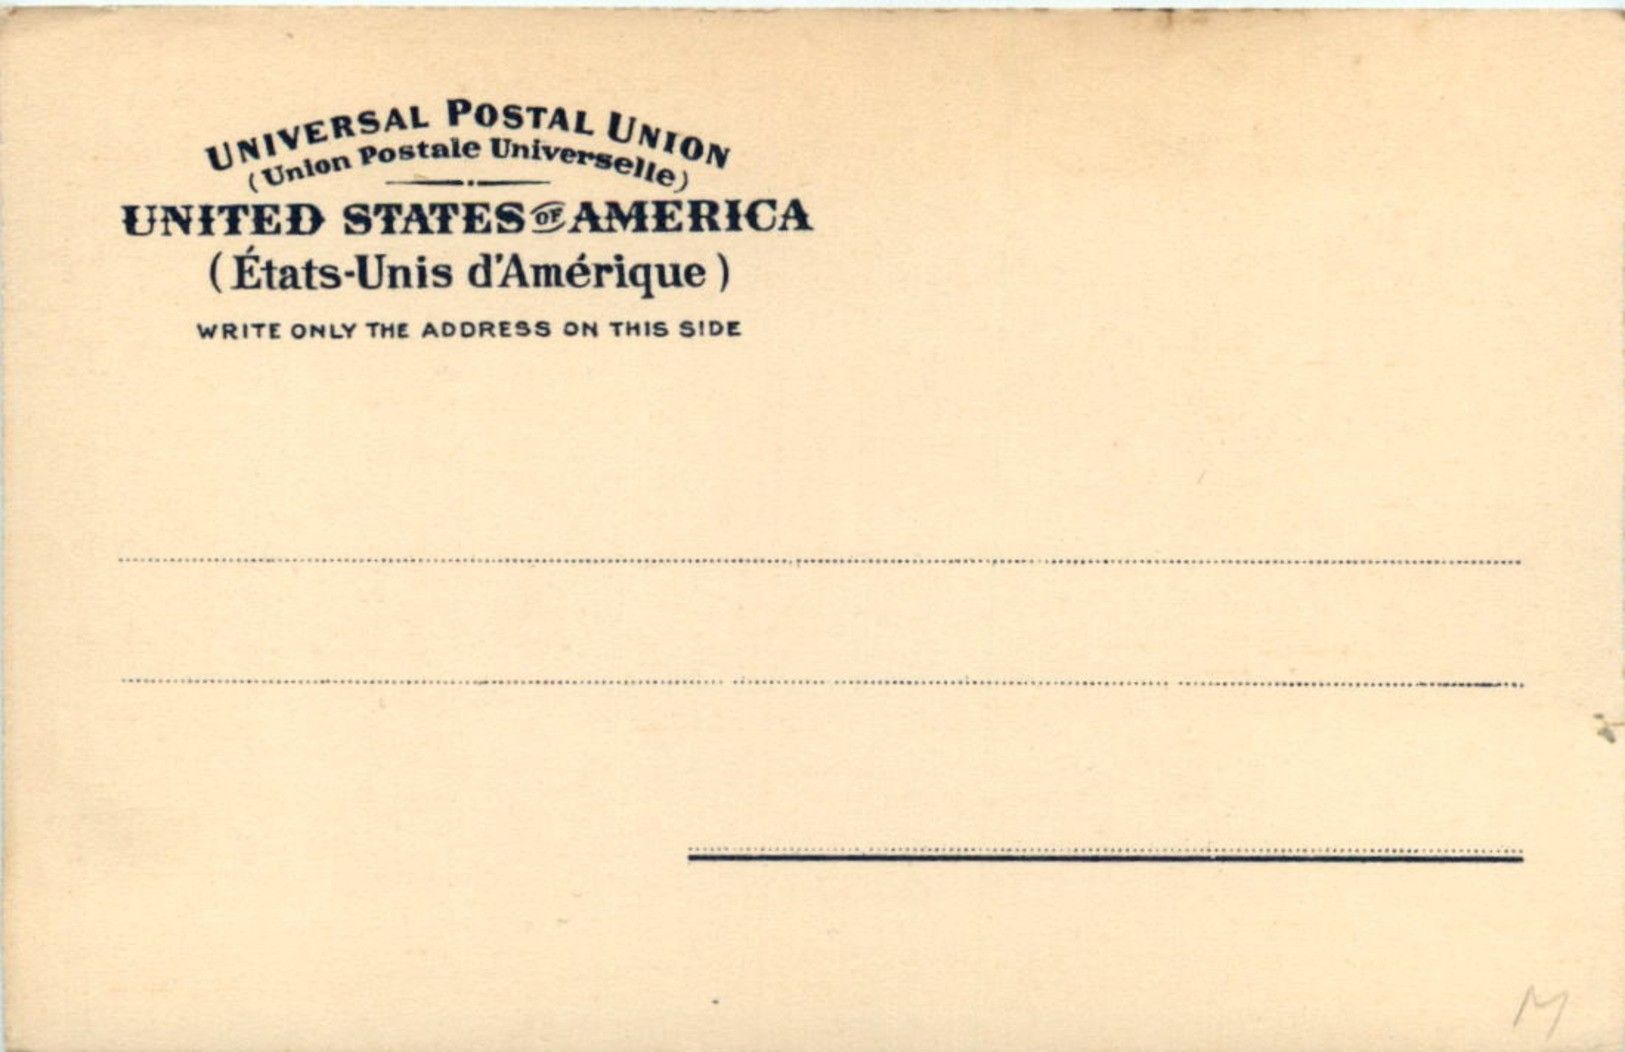 UNIVERSAL POSTAL UNION
(Union Postale Universelle)
UNITED STATES OF AMERICA
(États-Unis d'Amérique)
WRITE ONLY THE ADDRESS ON THIS SIDE
M